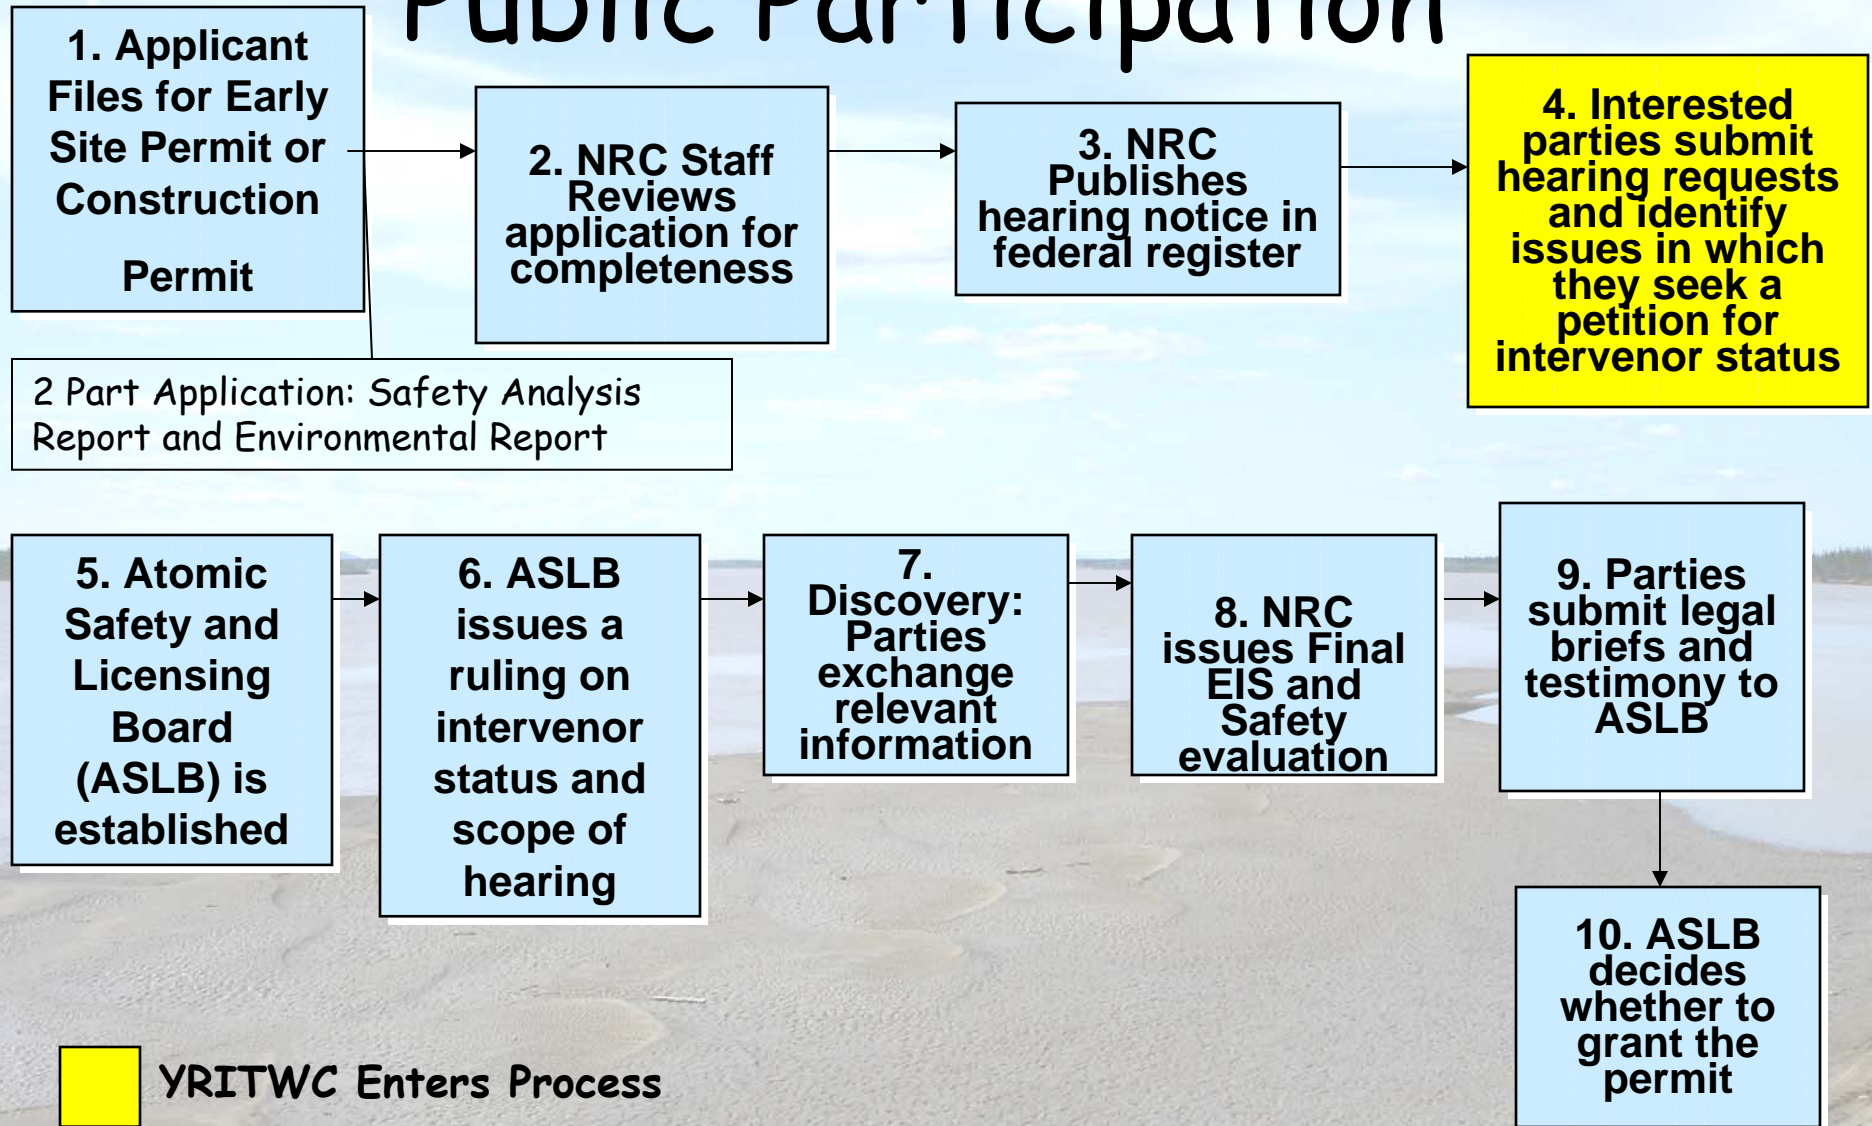 Public Participation
1. Applicant
Files for Early
Site Permit or
Construction
Permit
2. NRC Staff
Reviews
application for
completeness
3. NRC
Publishes
hearing notice in
federal register
4. Interested
parties submit
hearing requests
and identify
issues in which
they seek a
petition for
intervenor status
2 Part Application: Safety Analysis
Report and Environmental Report
5. Atomic
Safety and
Licensing
Board
(ASLB) is
established
6. ASLB
issues a
ruling on
intervenor
status and
scope of
hearing
7.
Discovery:
Parties
exchange
relevant
information
8. NRC
issues Final
EIS and
Safety
evaluation
9. Parties
submit legal
briefs and
testimony to
ASLB
10. ASLB
decides
whether to
grant the
permit
YRITWC Enters Process